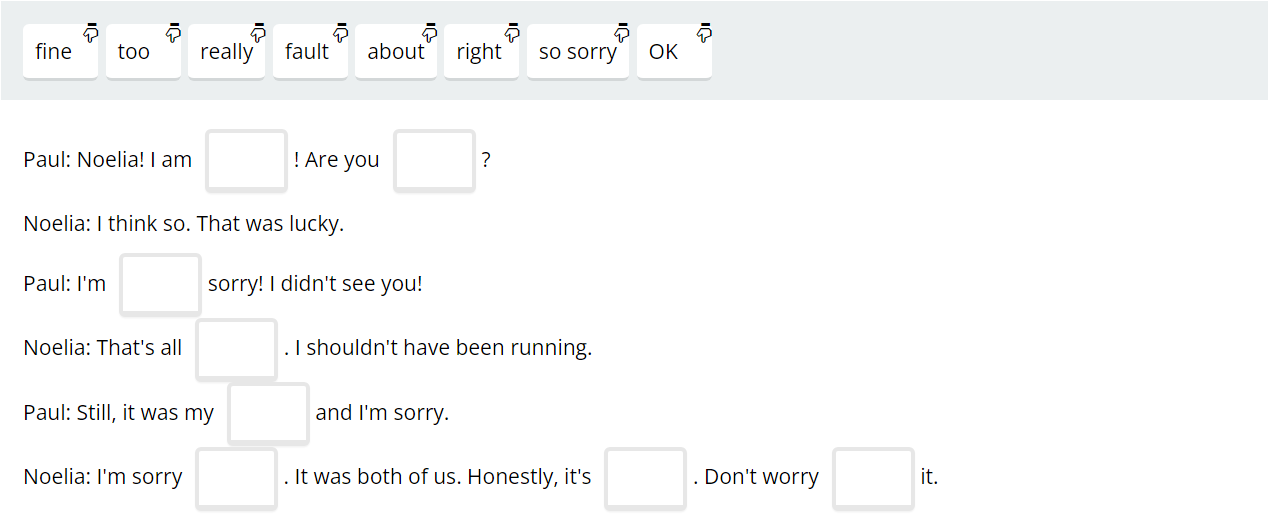 fine too really fault about right so sorry OK
Paul: Noelia! I am ! Are you ?
Noelia: I think so. That was lucky.
Paul: I'm sorry! I didn't see you!
Noelia: That's all . I shouldn't have been running.
Paul: Still, it was my and I'm sorry.
Noelia: I'm sorry . It was both of us. Honestly, it's . Don't worry it.